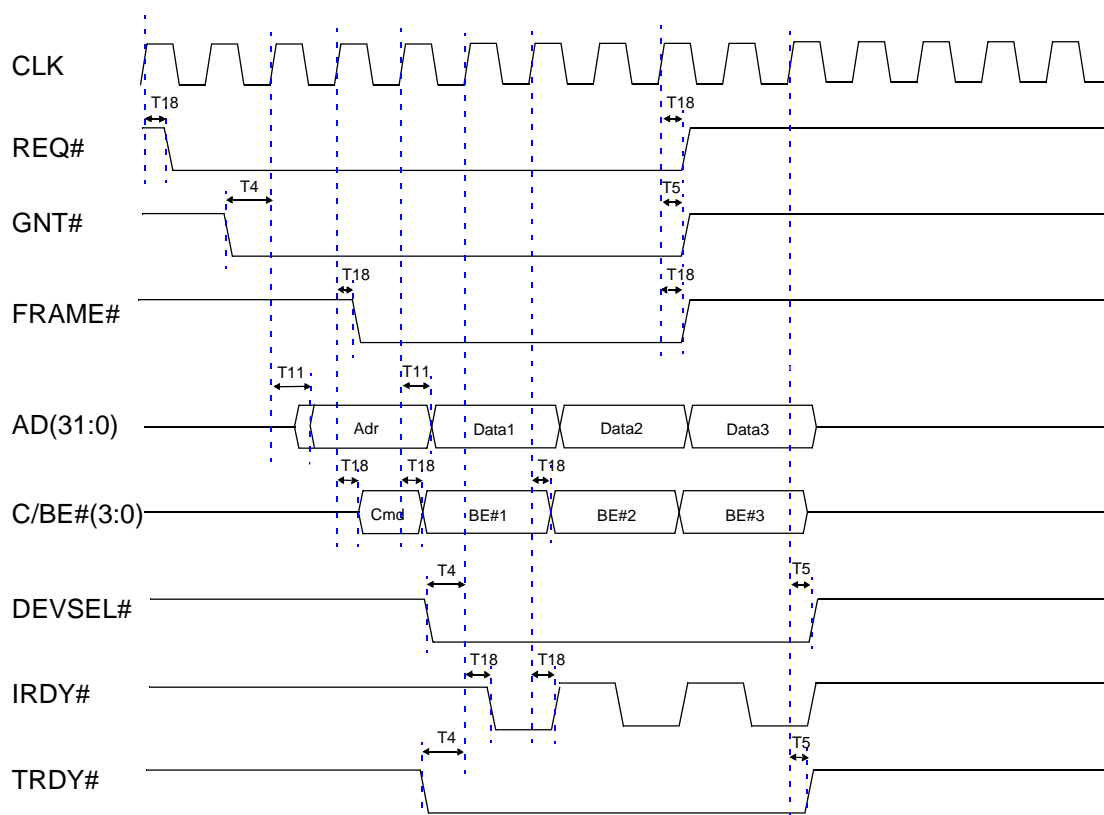 CLK
T18 T18
REQ#
T4 T5
GNT#
T18 T18
FRAME#
T11 T11
AD(31:0) Adr Data1 Data2 Data3
T18 T18 T18
C/BE#(3:0) Cmd BE#1 BE#2 BE#3
T4 T5
DEVSEL#
T18 T18
IRDY#
T4 T5
TRDY#